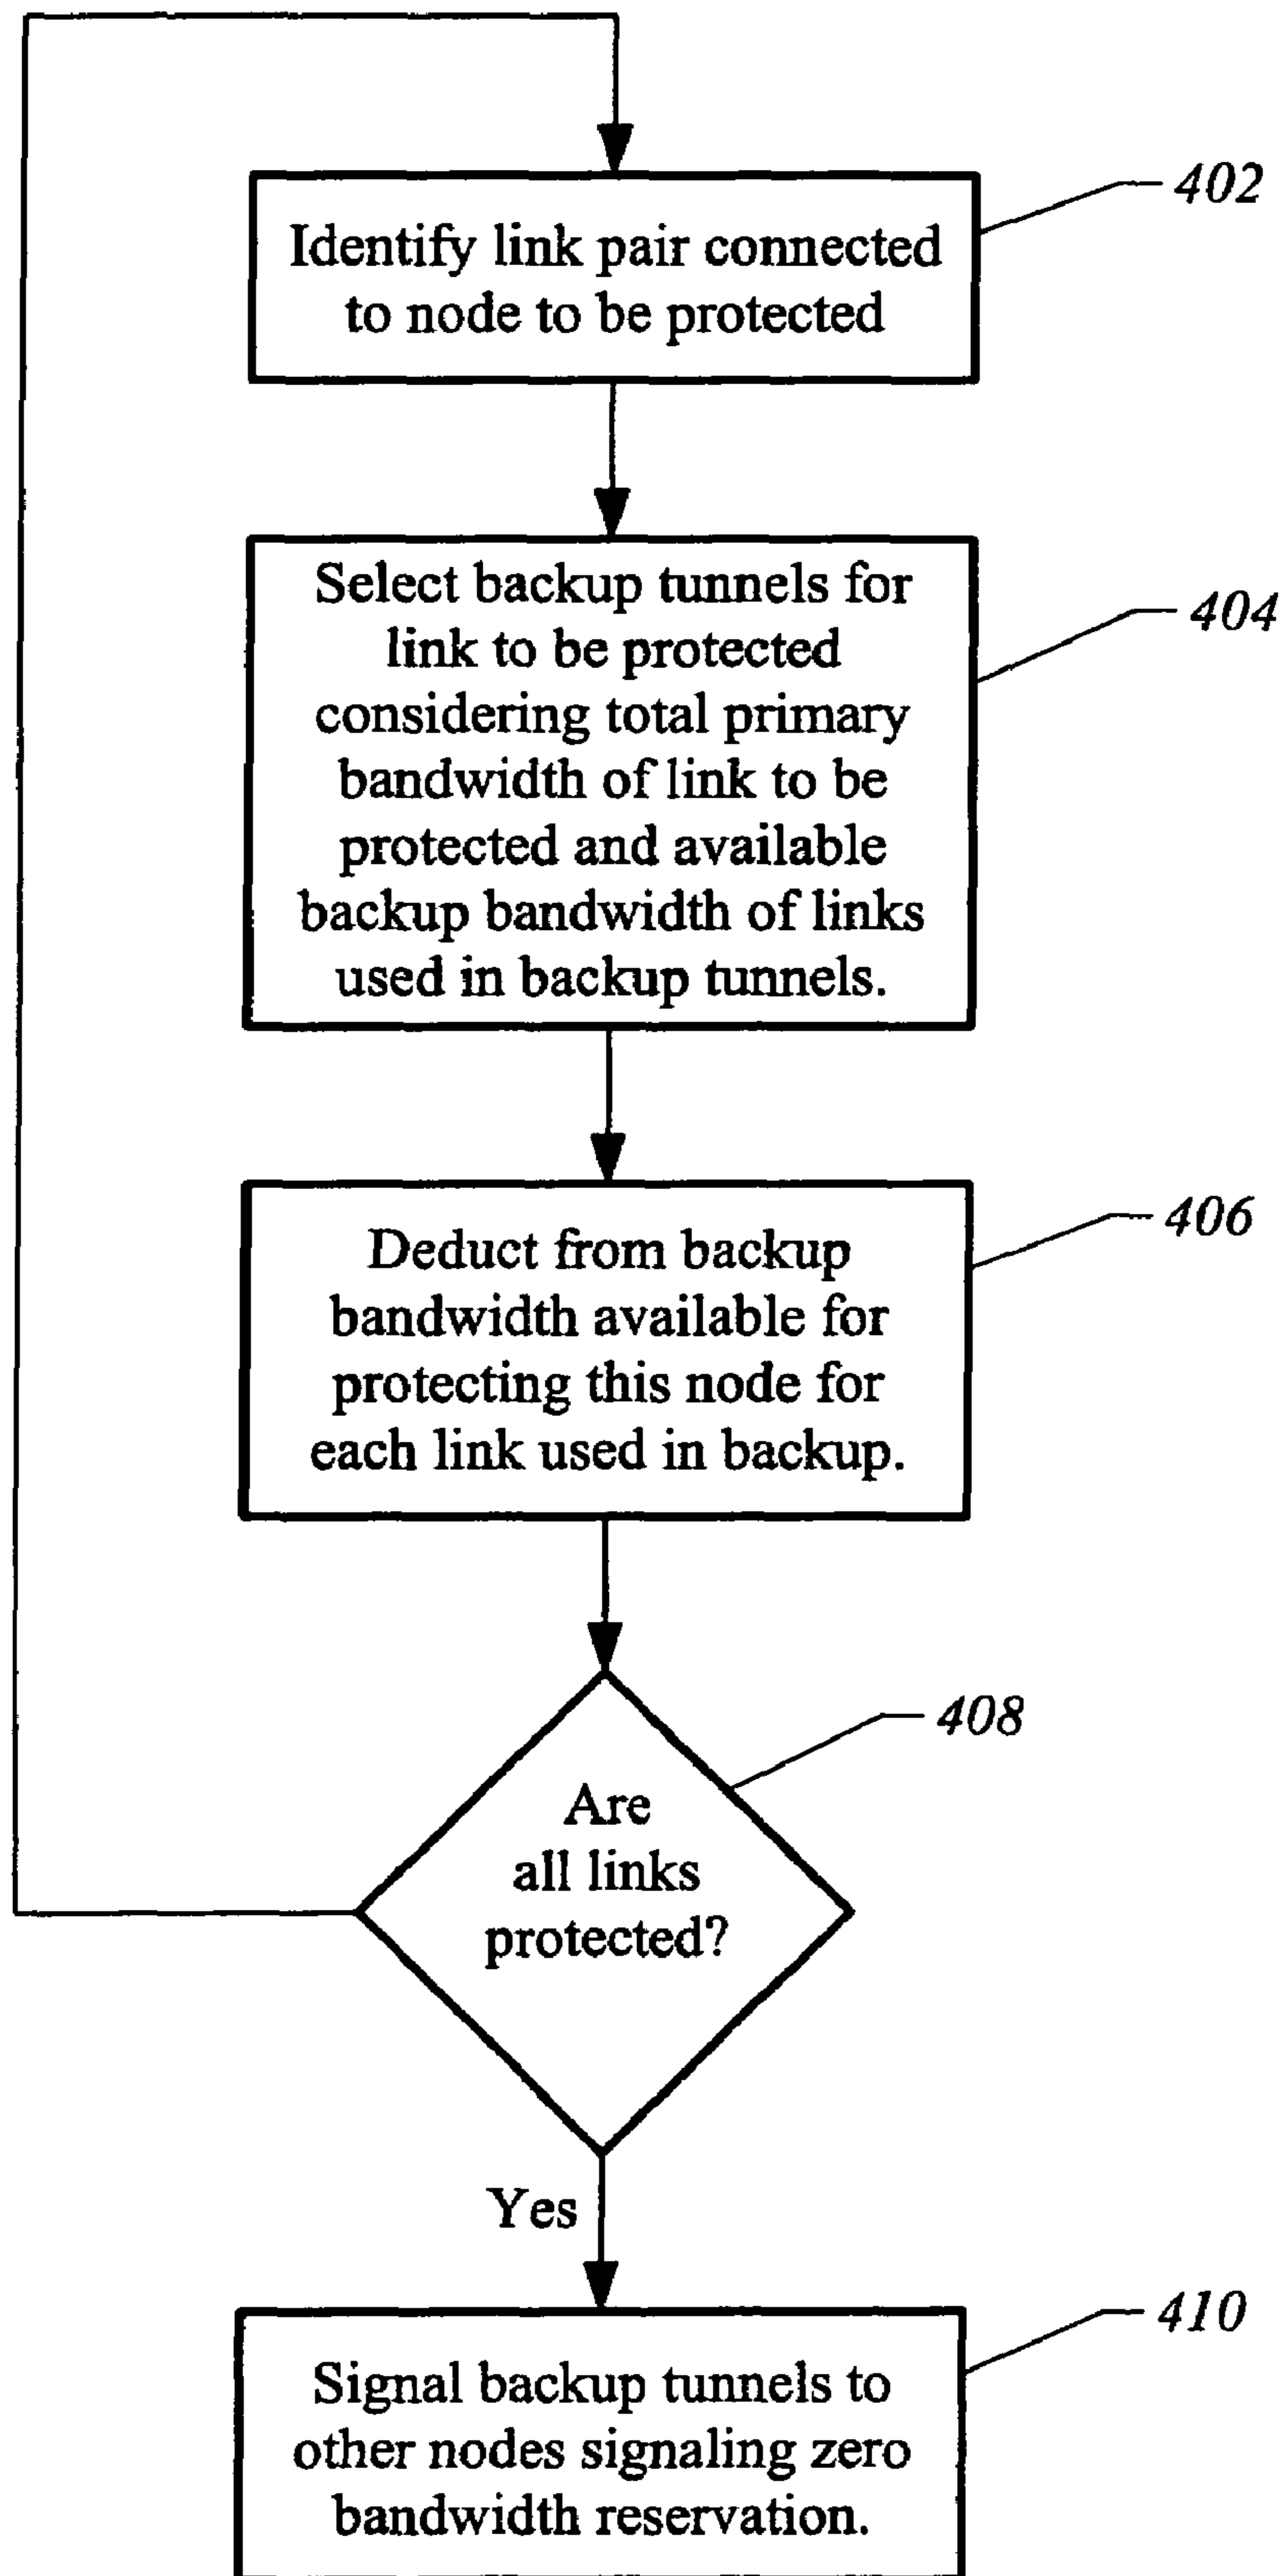 402
Identify link pair connected
to node to be protected
404
Select backup tunnels for
link to be protected
considering total primary
bandwidth of link to be
protected and available
backup bandwidth of links
used in backup tunnels.
406
Deduct from backup
bandwidth available for
protecting this node for
each link used in backup.
408
Are
all links
protected?
Yes
410
Signal backup tunnels to
other nodes signaling zero
bandwidth reservation.